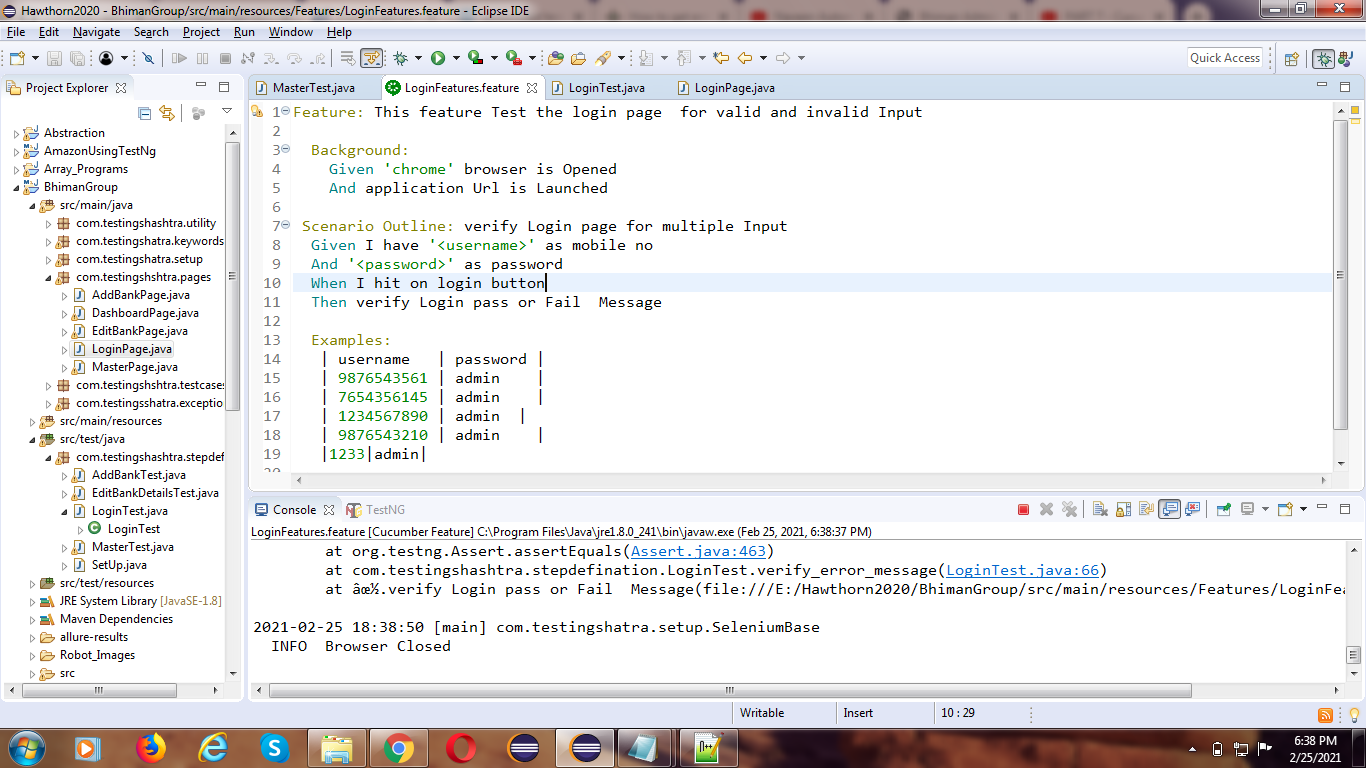 Hawthorn2020 - BhimanGroup/src/main/resources/Features/LoginFeatures.feature - Eclipse IDE
File Edit Navigate Search Project Run Window Help
Quick Access
Project Explorer
MasterTest.java LoginFeatures.feature LoginTest.java LoginPage.java
Abstraction
AmazonUsingTestNg
Array_Programs
BhimanGroup
src/main/java
com.testingshashtra.utility
com.testingshatra.keywords
com.testingshatra.setup
com.testingshshtra.pages
AddBankPage.java
DashboardPage.java
EditBankPage.java
LoginPage.java
MasterPage.java
com.testingshshtra.testcases
com.testingsshatra.exceptio
src/main/resources
src/test/java
com.testingshashtra.stepdef
AddBankTest.java
EditBankDetailsTest.java
LoginTest.java
LoginTest
MasterTest.java
SetUp.java
src/test/resources
JRE System Library [JavaSE-1.8]
Maven Dependencies
allure-results
Robot_Images
src
1 Feature: This feature Test the login page  for valid and invalid Input
2
3 Background:
4 Given 'chrome' browser is Opened
5 And application Url is Launched
6
7 Scenario Outline: verify Login page for multiple Input
8 Given I have '<username>' as mobile no
9 And '<password>' as password
10 When I hit on login button
11 Then verify Login pass or Fail  Message
12
13 Examples:
14 | username   | password |
15 | 9876543561 | admin    |
16 | 7654356145 | admin    |
17 | 1234567890 | admin  |
18 | 9876543210 | admin    |
19 |1233|admin|
20
Console TestNG
LoginFeatures.feature [Cucumber Feature] C:\Program Files\Java\jre1.8.0_241\bin\javaw.exe (Feb 25, 2021, 6:38:37 PM)
at org.testng.Assert.assertEquals(Assert.java:463)
at com.testingshashtra.stepdefination.LoginTest.verify_error_message(LoginTest.java:66)
at âœ½.verify Login pass or Fail  Message(file:///E:/Hawthorn2020/BhimanGroup/src/main/resources/Features/LoginFea
2021-02-25 18:38:50 [main] com.testingshatra.setup.SeleniumBase
INFO  Browser Closed
Writable Insert 10 : 29
6:38 PM
2/25/2021